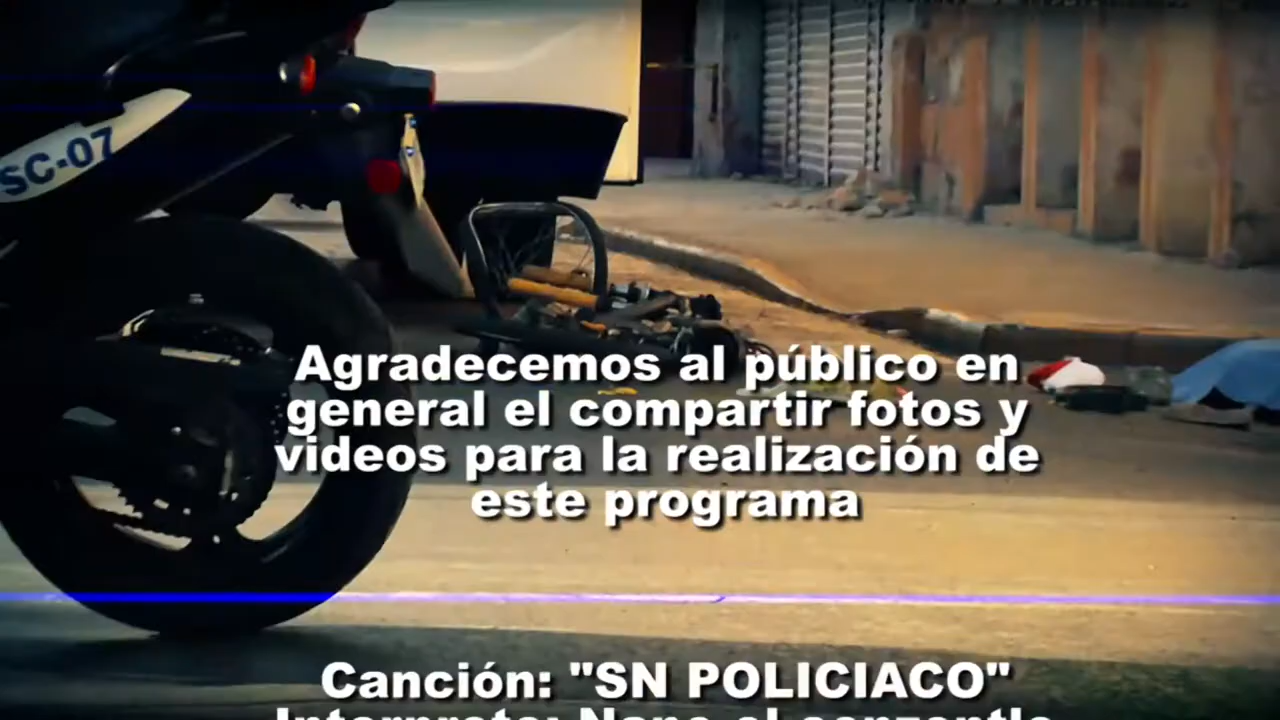 SC-07
Agradecemos al público en
general el compartir fotos y
videos para la realización de
este programa
Canción: "SN POLICIACO"